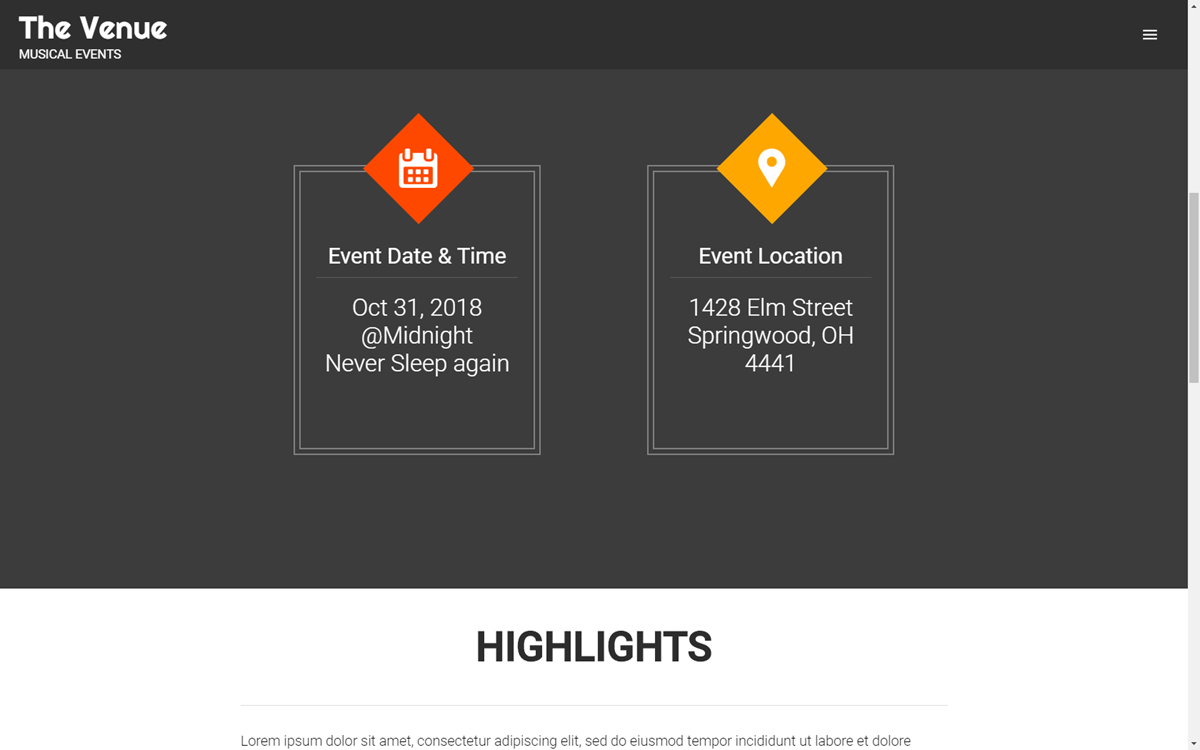 The Venue
MUSICAL EVENTS
Event Date & Time
Oct 31, 2018
@Midnight
Never Sleep again
Event Location
1428 Elm Street
Springwood, OH
4441
HIGHLIGHTS
Lorem ipsum dolor sit amet, consectetur adipiscing elit, sed do eiusmod tempor incididunt ut labore et dolore